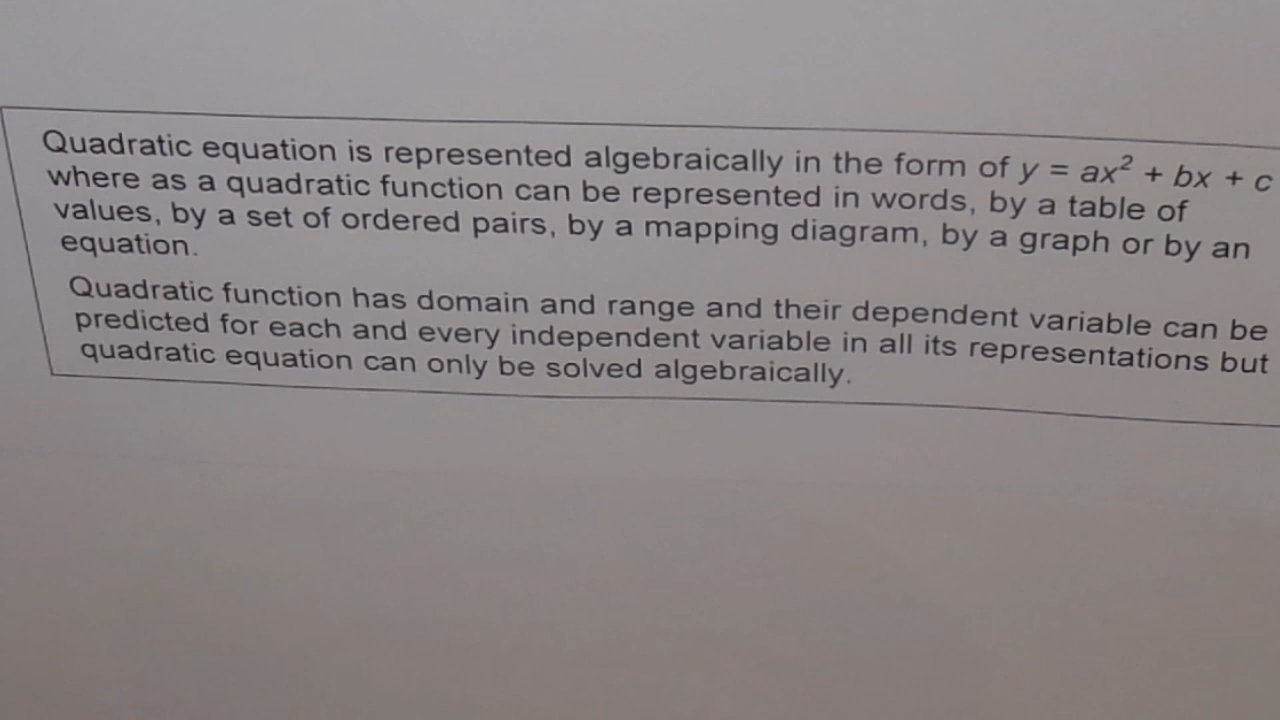 Quadratic equation is represented algebraically in the form of y = ax² + bx + c
where as a quadratic function can be represented in words, by a table of
values, by a set of ordered pairs, by a mapping diagram, by a graph or by an
equation.
Quadratic function has domain and range and their dependent variable can be
predicted for each and every independent variable in all its representations but
quadratic equation can only be solved algebraically.